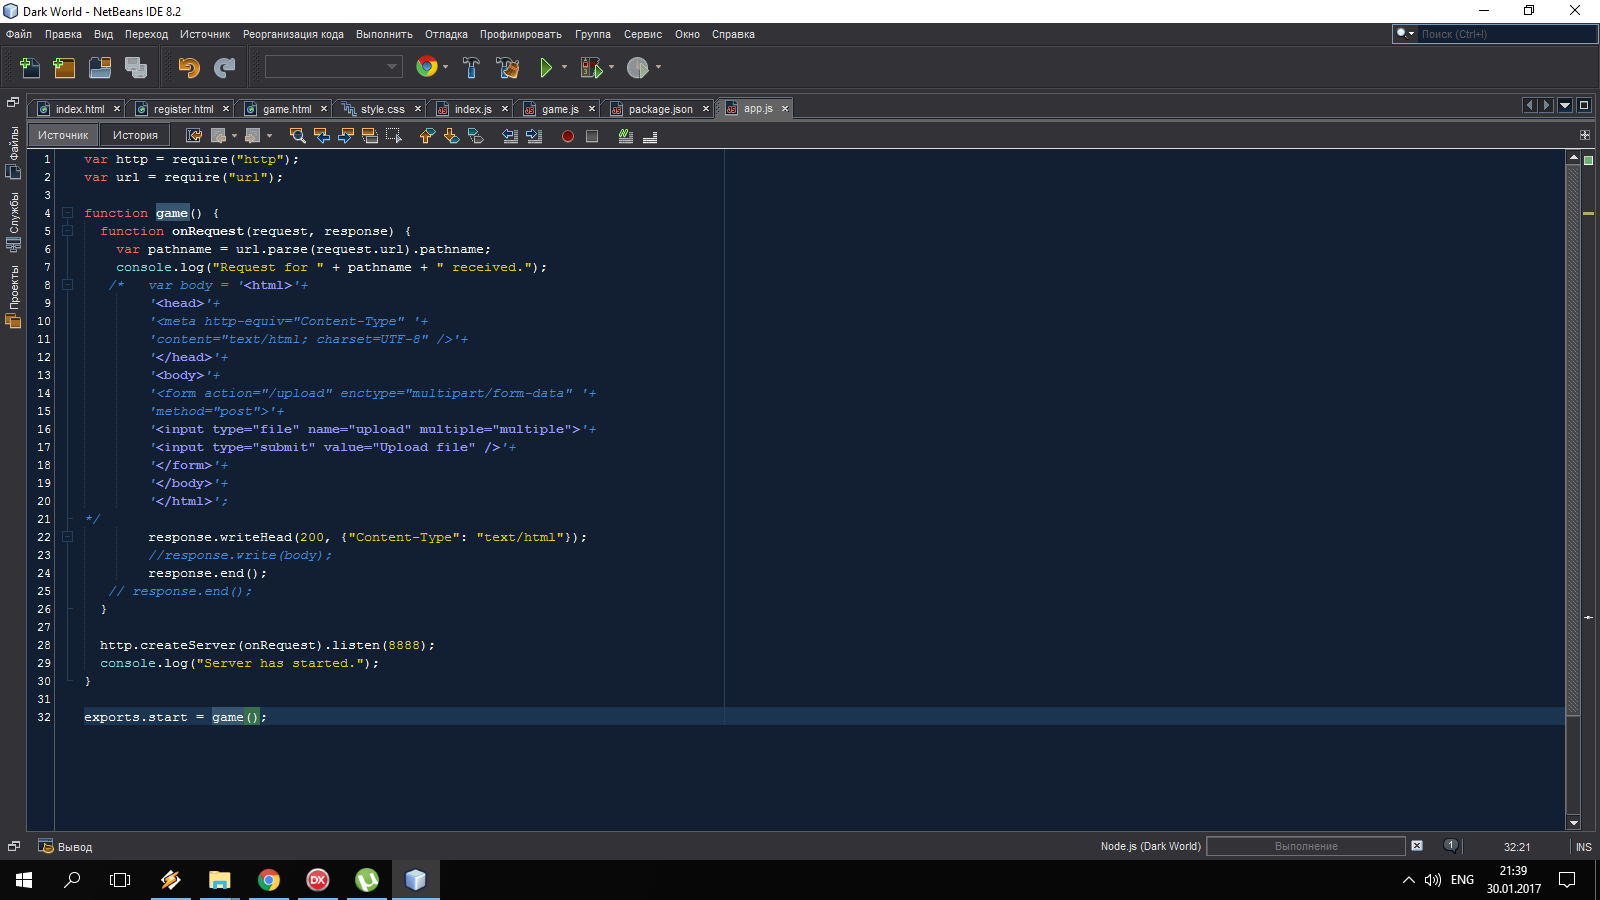 Dark World - NetBeans IDE 8.2
Файл Правка Вид Переход Источник Реорганизация кода Выполнить Отладка Профилировать Группа Сервис Окно Справка
Поиск (Ctrl+I)
index.html register.html game.html style.css index.js game.js package.json app.js
Источник История
Файлы
Службы
Проекты
1 var http = require("http");
2 var url = require("url");
3
4 function game() {
5 function onRequest(request, response) {
6 var pathname = url.parse(request.url).pathname;
7 console.log("Request for " + pathname + " received.");
8 /* var body = '<html>'+
9 '<head>'+
10 '<meta http-equiv="Content-Type" '+
11 'content="text/html; charset=UTF-8" />'+
12 '</head>'+
13 '<body>'+
14 '<form action="/upload" enctype="multipart/form-data" '+
15 'method="post">'+
16 '<input type="file" name="upload" multiple="multiple">'+
17 '<input type="submit" value="Upload file" />'+
18 '</form>'+
19 '</body>'+
20 '</html>';
21 */
22 response.writeHead(200, {"Content-Type": "text/html"});
23 //response.write(body);
24 response.end();
25 // response.end();
26 }
27
28 http.createServer(onRequest).listen(8888);
29 console.log("Server has started.");
30 }
31
32 exports.start = game();
Вывод
Node.js (Dark World) Выполнение 1 32:21 INS
DX
ENG 21:39
30.01.2017